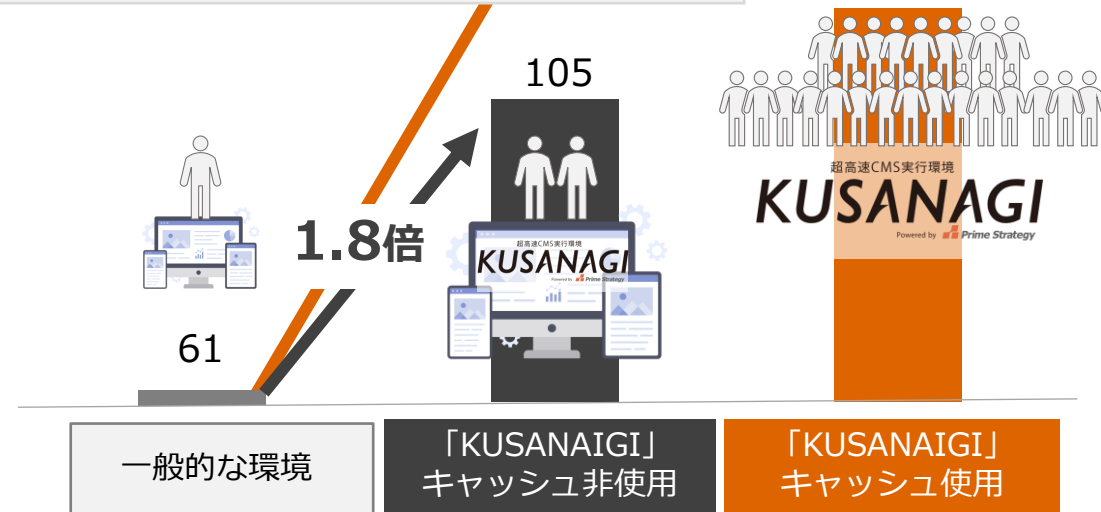 105
超高速CMS実行環境
KUSANAGI
Powered by Prime Strategy
1.8倍
超高速CMS実行環境
KUSANAGI
Powered by Prime Strategy
61
一般的な環境
「KUSANAIGI」
キャッシュ非使用
「KUSANAIGI」
キャッシュ使用